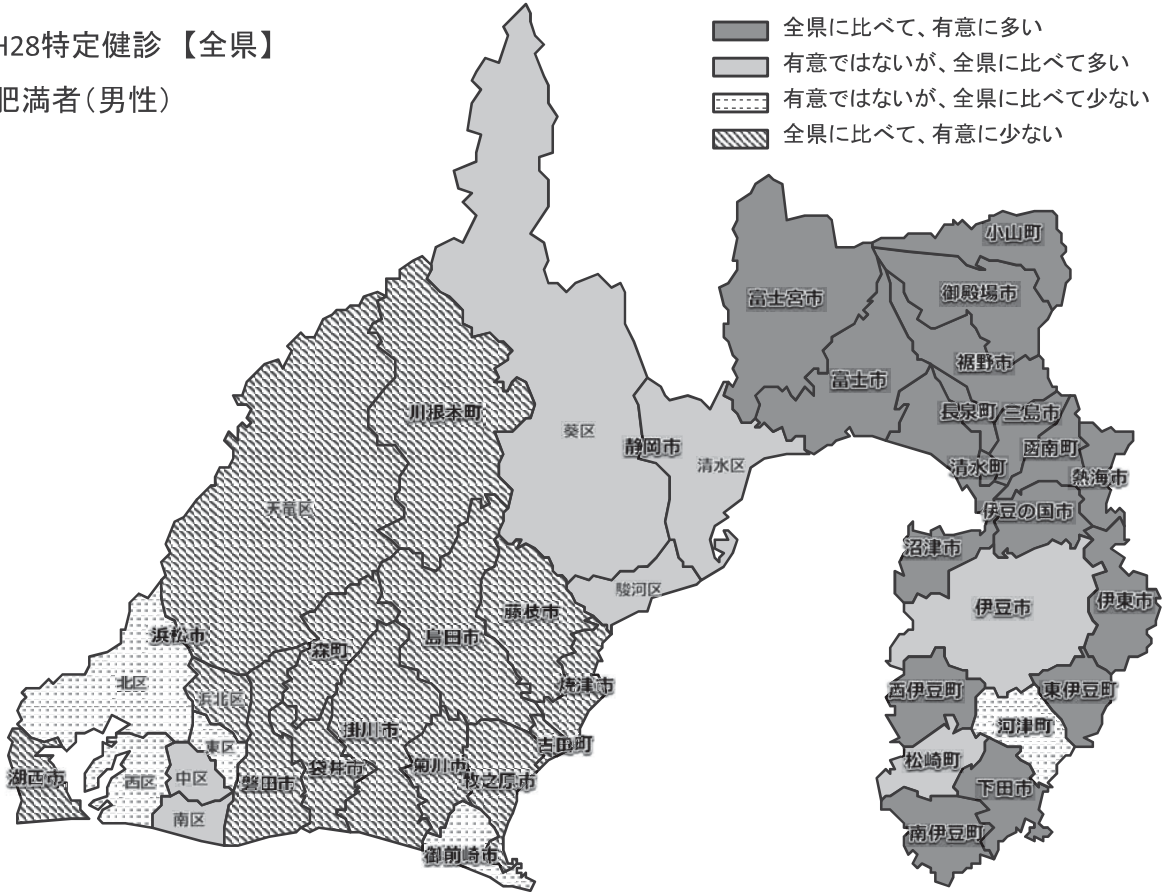 H28特定健診 【全県】
肥満者(男性)
全県に比べて、有意に多い
有意ではないが、全県に比べて多い
有意ではないが、全県に比べて少ない
全県に比べて、有意に少ない
小山町
富士宮市
御殿場市
裾野市
富士市
長泉町
三島市
川根本町
葵区
静岡市
清水区
函南町
清水町
熱海市
天竜区
伊豆の国市
沼津市
駿河区
伊豆市
伊東市
藤枝市
浜松市
島田市
森町
北区
浜北区
焼津市
西伊豆町
東伊豆町
河津町
掛川市
東区
吉田町
松崎町
湖西市
西区
中区
磐田市
袋井市
菊川市
牧之原市
下田市
南区
南伊豆町
御前崎市